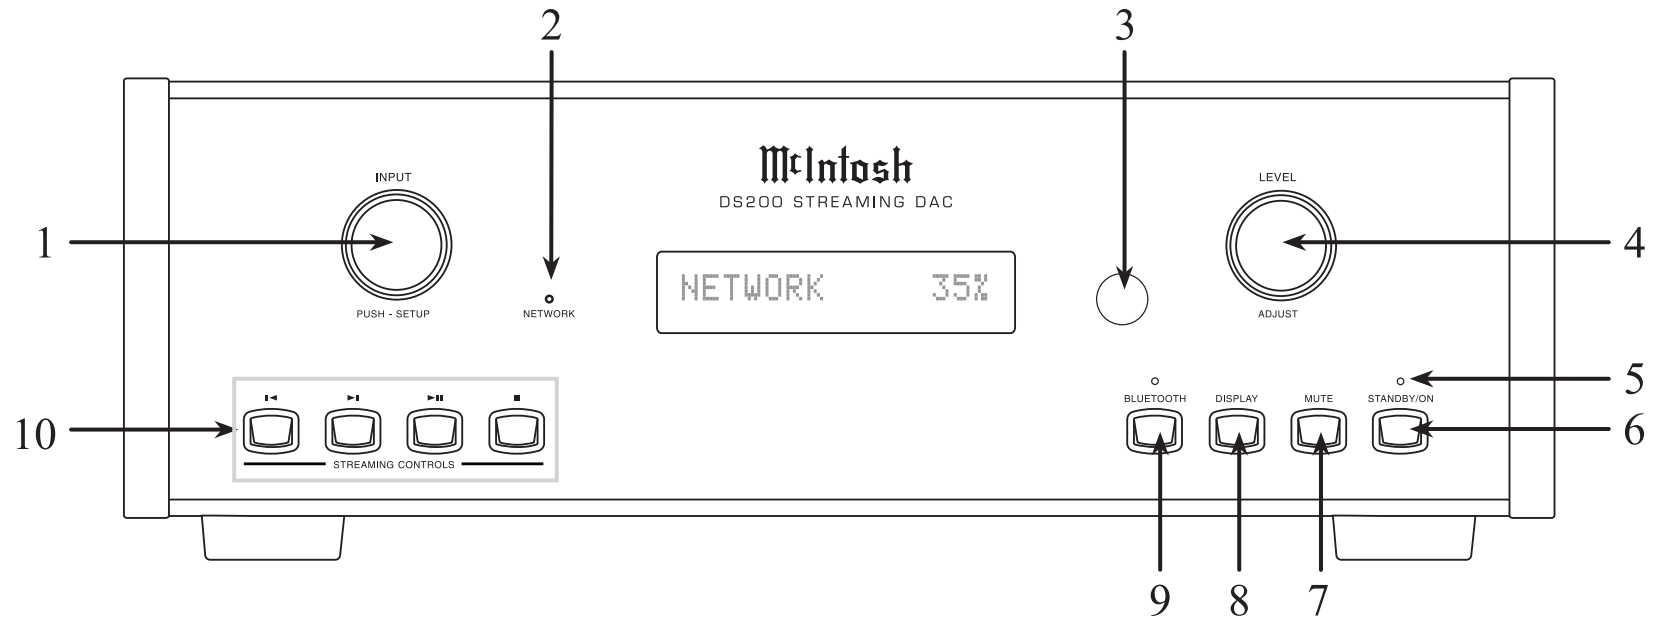 2
3
McIntosh
DS200 STREAMING DAC
INPUT
LEVEL
1
4
NETWORK 35%
PUSH - SETUP
NETWORK
ADJUST
5
BLUETOOTH DISPLAY MUTE STANDBY/ON
10
6
STREAMING CONTROLS
9 8 7